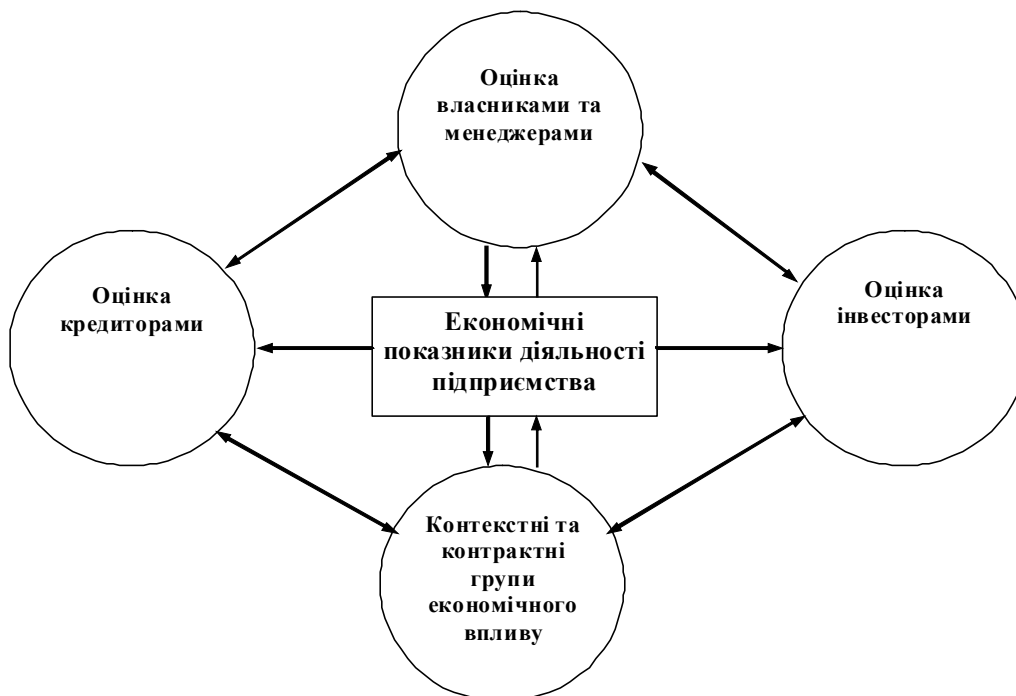 Оцінка
власниками та
менеджерами
Оцінка
кредиторами
Економічні
показники діяльності
підприємства
Оцінка
інвесторами
Контекстні та
контрактні
групи
економічного
впливу